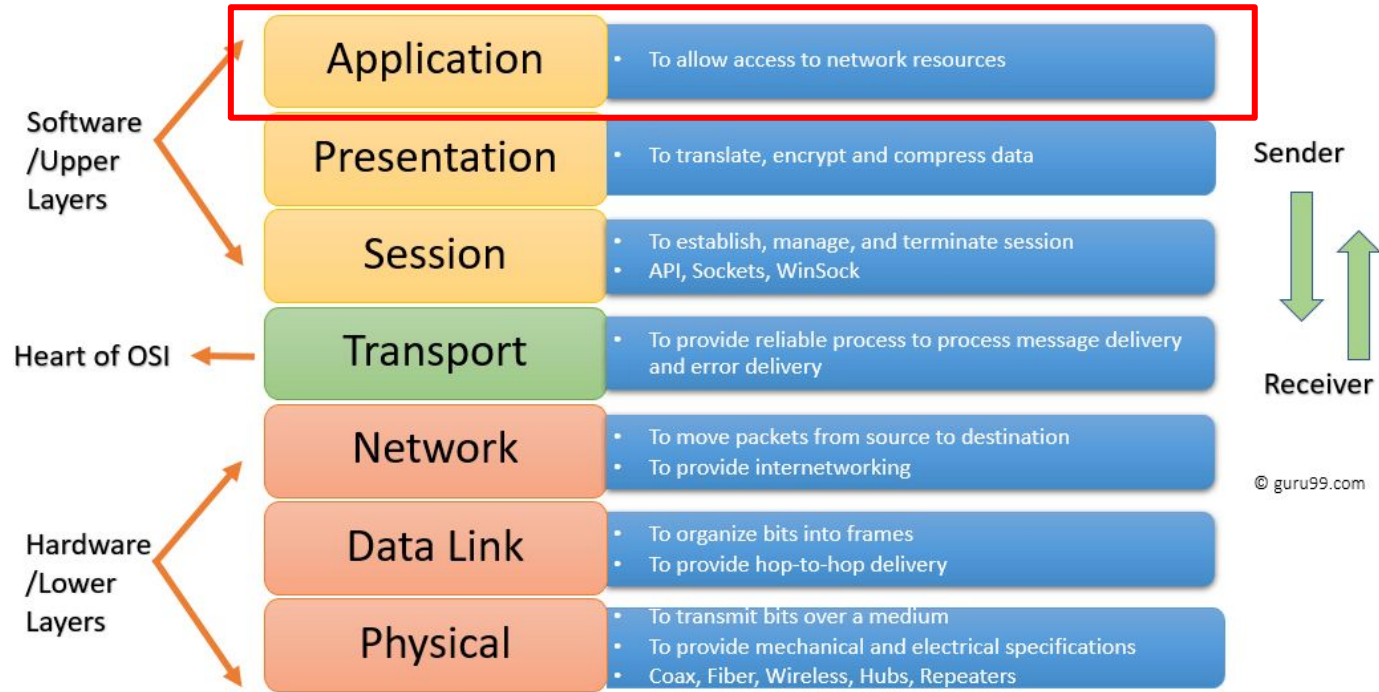 Application
• To allow access to network resources
Software
/Upper
Layers
Presentation
• To translate, encrypt and compress data
Sender
Session
• To establish, manage, and terminate session
• API, Sockets, WinSock
Heart of OSI
Transport
• To provide reliable process to process message delivery
and error delivery
Receiver
Network
• To move packets from source to destination
• To provide internetworking
© guru99.com
Hardware
/Lower
Layers
Data Link
• To organize bits into frames
• To provide hop-to-hop delivery
Physical
• To transmit bits over a medium
• To provide mechanical and electrical specifications
• Coax, Fiber, Wireless, Hubs, Repeaters